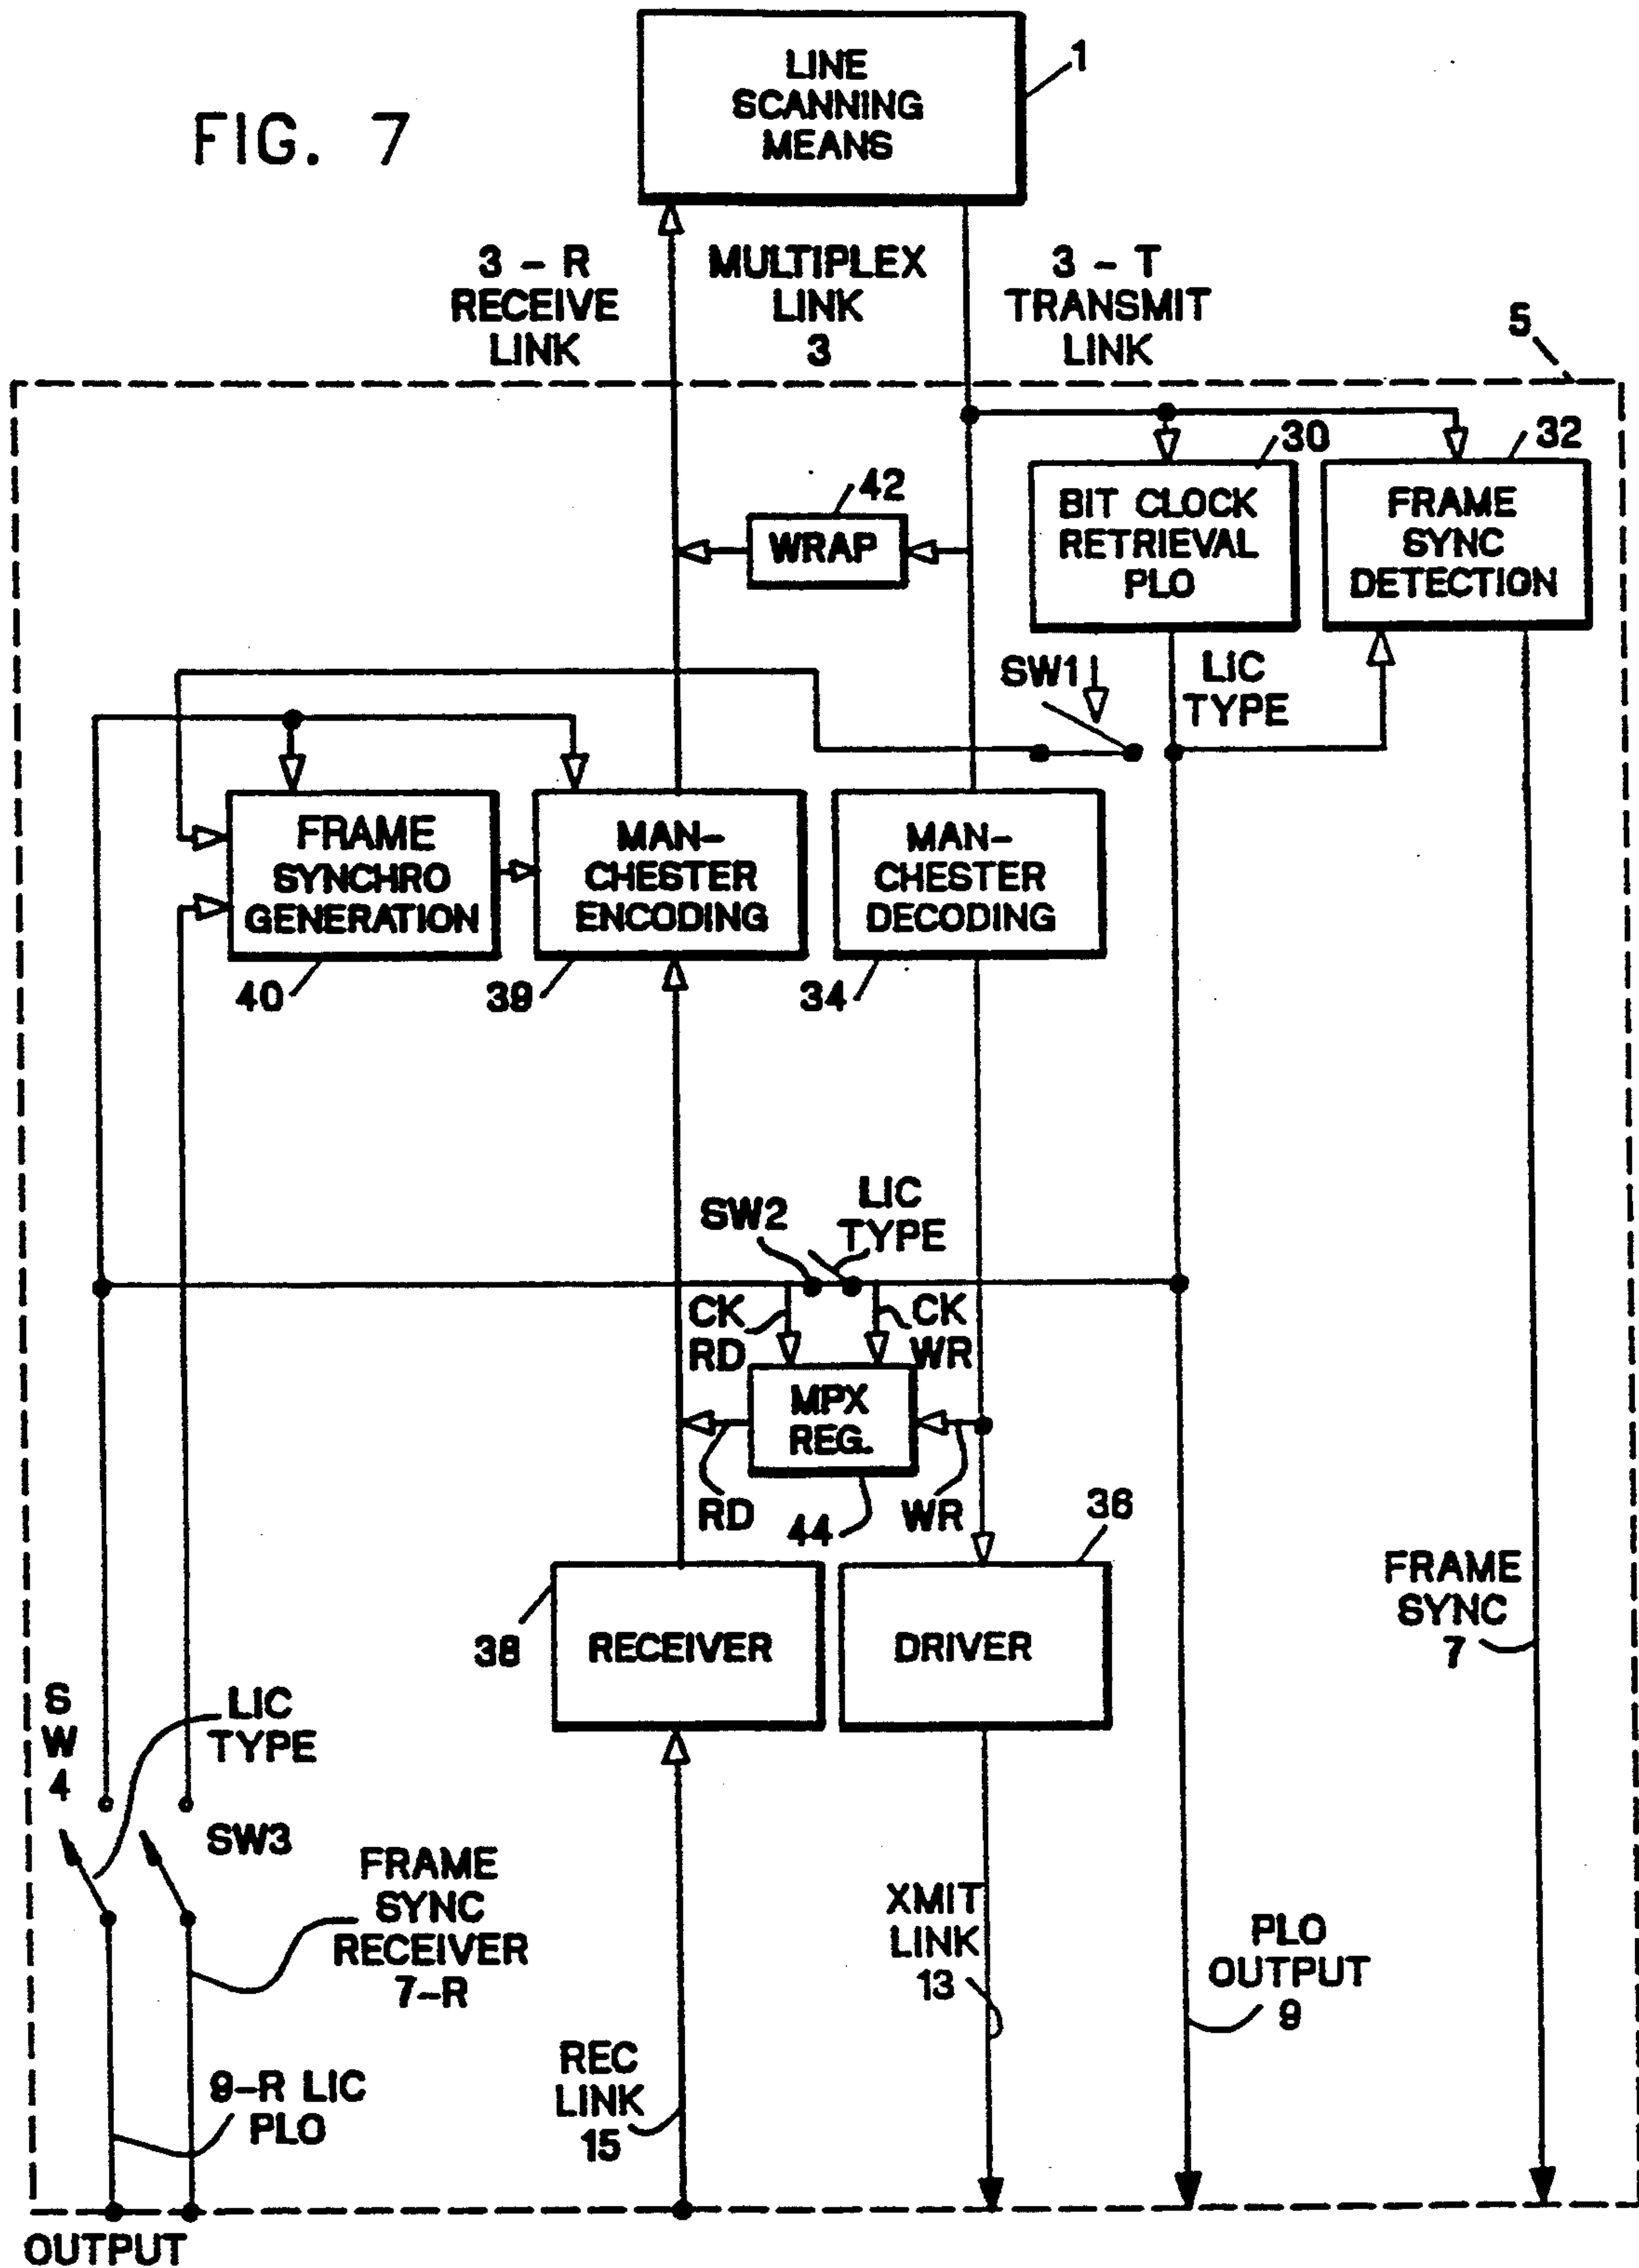 FIG. 7
LINE
SCANNING
MEANS
1
3 - R
RECEIVE
LINK
MULTIPLEX
LINK
3
3 - T
TRANSMIT
LINK
5
30
BIT CLOCK
RETRIEVAL
PLO
32
FRAME
SYNC
DETECTION
42
WRAP
SW1
LIC
TYPE
FRAME
SYNCHRO
GENERATION
40
MAN-
CHESTER
ENCODING
39
MAN-
CHESTER
DECODING
34
SW2
LIC
TYPE
CK
RD
CK
WR
MPX
REG.
RD
44
WR
36
38
RECEIVER
DRIVER
FRAME
SYNC
7
S
W
4
LIC
TYPE
SW3
FRAME
SYNC
RECEIVER
7-R
XMIT
LINK
13
PLO
OUTPUT
9
REC
LINK
15
9-R LIC
PLO
OUTPUT